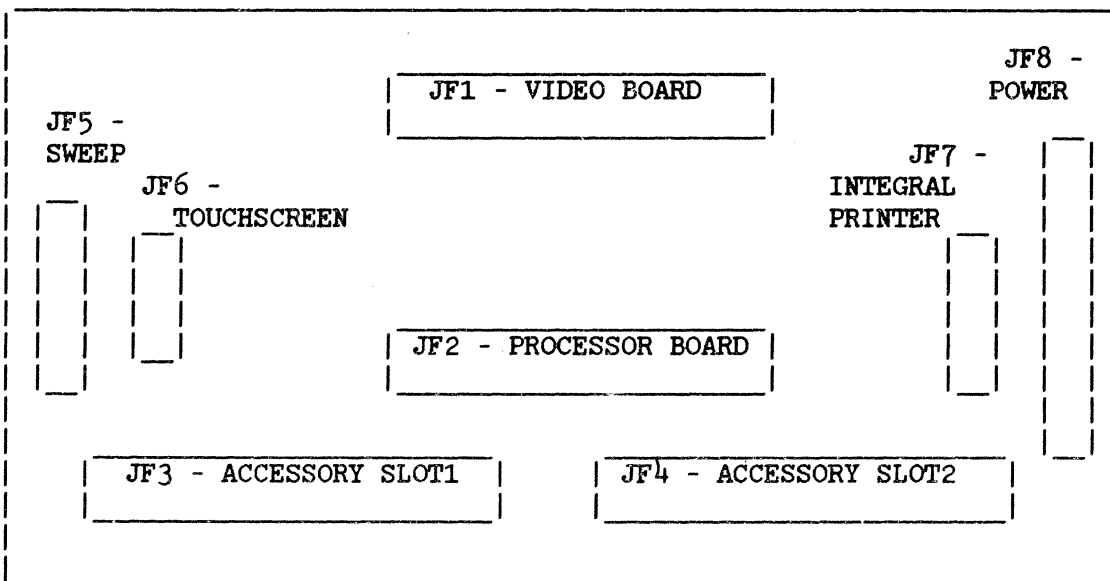 JF8 -
POWER
JF1 - VIDEO BOARD
JF5 -
SWEEP
JF7 -
INTEGRAL
PRINTER
JF6 -
TOUCHSCREEN
JF2 - PROCESSOR BOARD
JF3 - ACCESSORY SLOT1
JF4 - ACCESSORY SLOT2